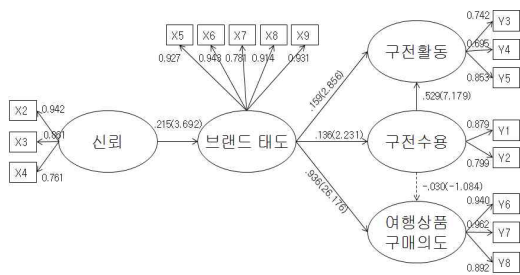 X5 X6 X7 X8 X9
0.927 0.943 0.781 0.914 0.931
X2 0.942
X3 0.861
X4 0.761
신뢰
.215(3.692)
브랜드 태도
.159(2.856)
.136(2.231)
.936(26.176)
구전활동
0.742 Y3
0.695 Y4
0.853 Y5
.529(7.179)
구전수용
0.879 Y1
0.799 Y2
-.030(-1.084)
여행상품
구매의도
0.940 Y6
0.962 Y7
0.892 Y8